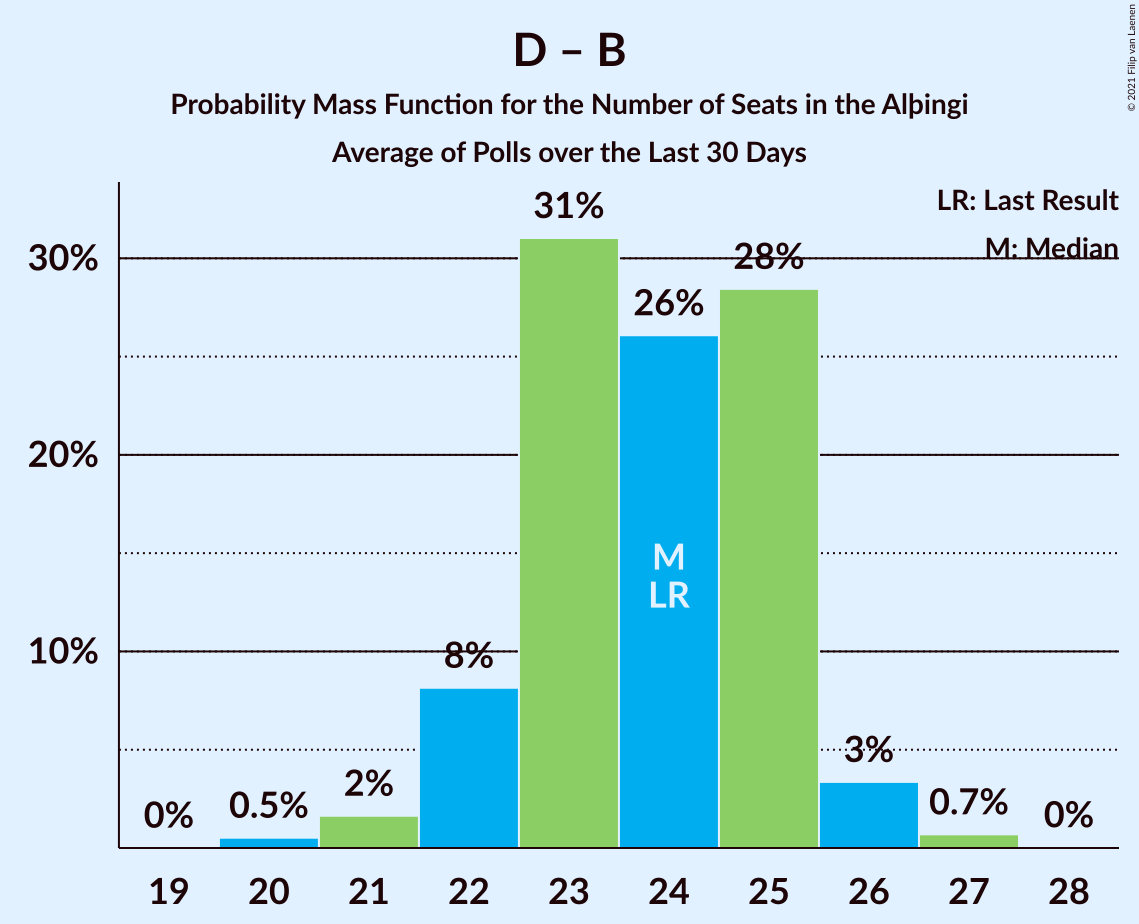 D – B
Probability Mass Function for the Number of Seats in the Alþingi
Average of Polls over the Last 30 Days
© 2021 Filip van Laenen
LR: Last Result
M: Median
30%
20%
10%
0%
0.5%
2%
8%
31%
26%
28%
3%
0.7%
0%
M
LR
19 20 21 22 23 24 25 26 27 28